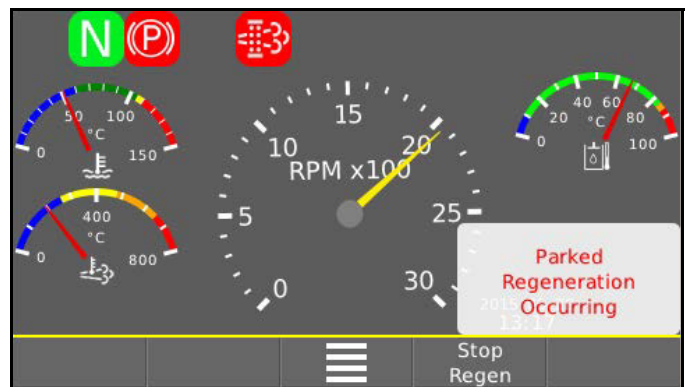 N (P)
50 100
°C
0 150
400
°C
0 800
15
10 20
RPM x100
5 25
0 30
40 60
20 80
°C
0 100
Parked
Regeneration
Occurring
13:17
Stop
Regen